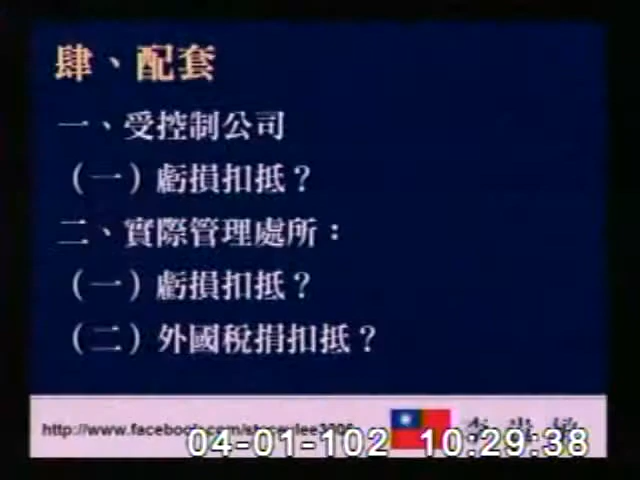 肆、配套
一、受控制公司
（一）虧損扣抵？
二、實際管理處所：
（一）虧損扣抵？
（二）外國稅捐扣抵？
http://www.facebook.com/
04-01-102 10:29:38